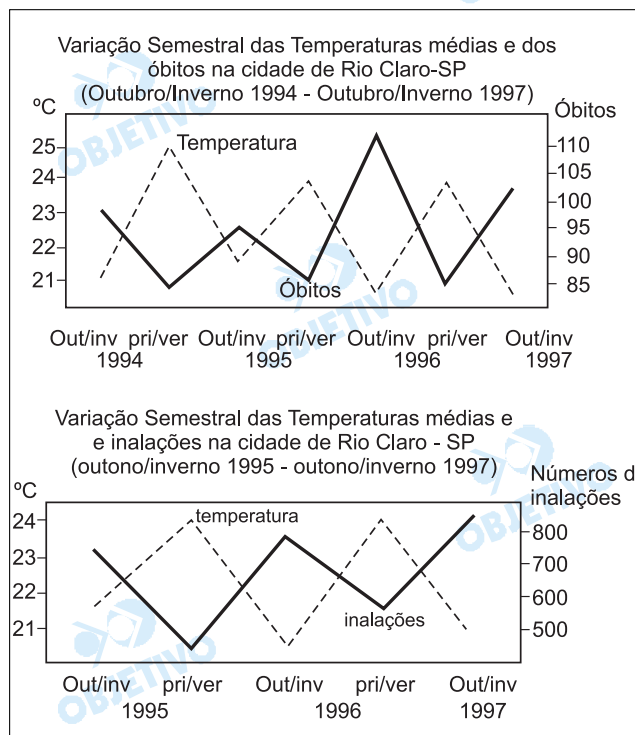 Variação Semestral das Temperaturas médias e dos
óbitos na cidade de Rio Claro-SP
(Outubro/Inverno 1994 - Outubro/Inverno 1997)
ºC
Óbitos
Temperatura
25
24
23
22
21
110
105
100
95
90
85
Óbitos
Out/inv pri/ver Out/inv pri/ver Out/inv pri/ver Out/inv
1994 1995 1996 1997
Variação Semestral das Temperaturas médias e
e inalações na cidade de Rio Claro - SP
(outono/inverno 1995 - outono/inverno 1997)
ºC
Números d
inalações
temperatura
24
23
22
21
800
700
600
500
inalações
Out/inv pri/ver Out/inv pri/ver Out/inv
1995 1996 1997
OBJETIVO
OBJETIVO
OBJETIVO
OBJETIVO